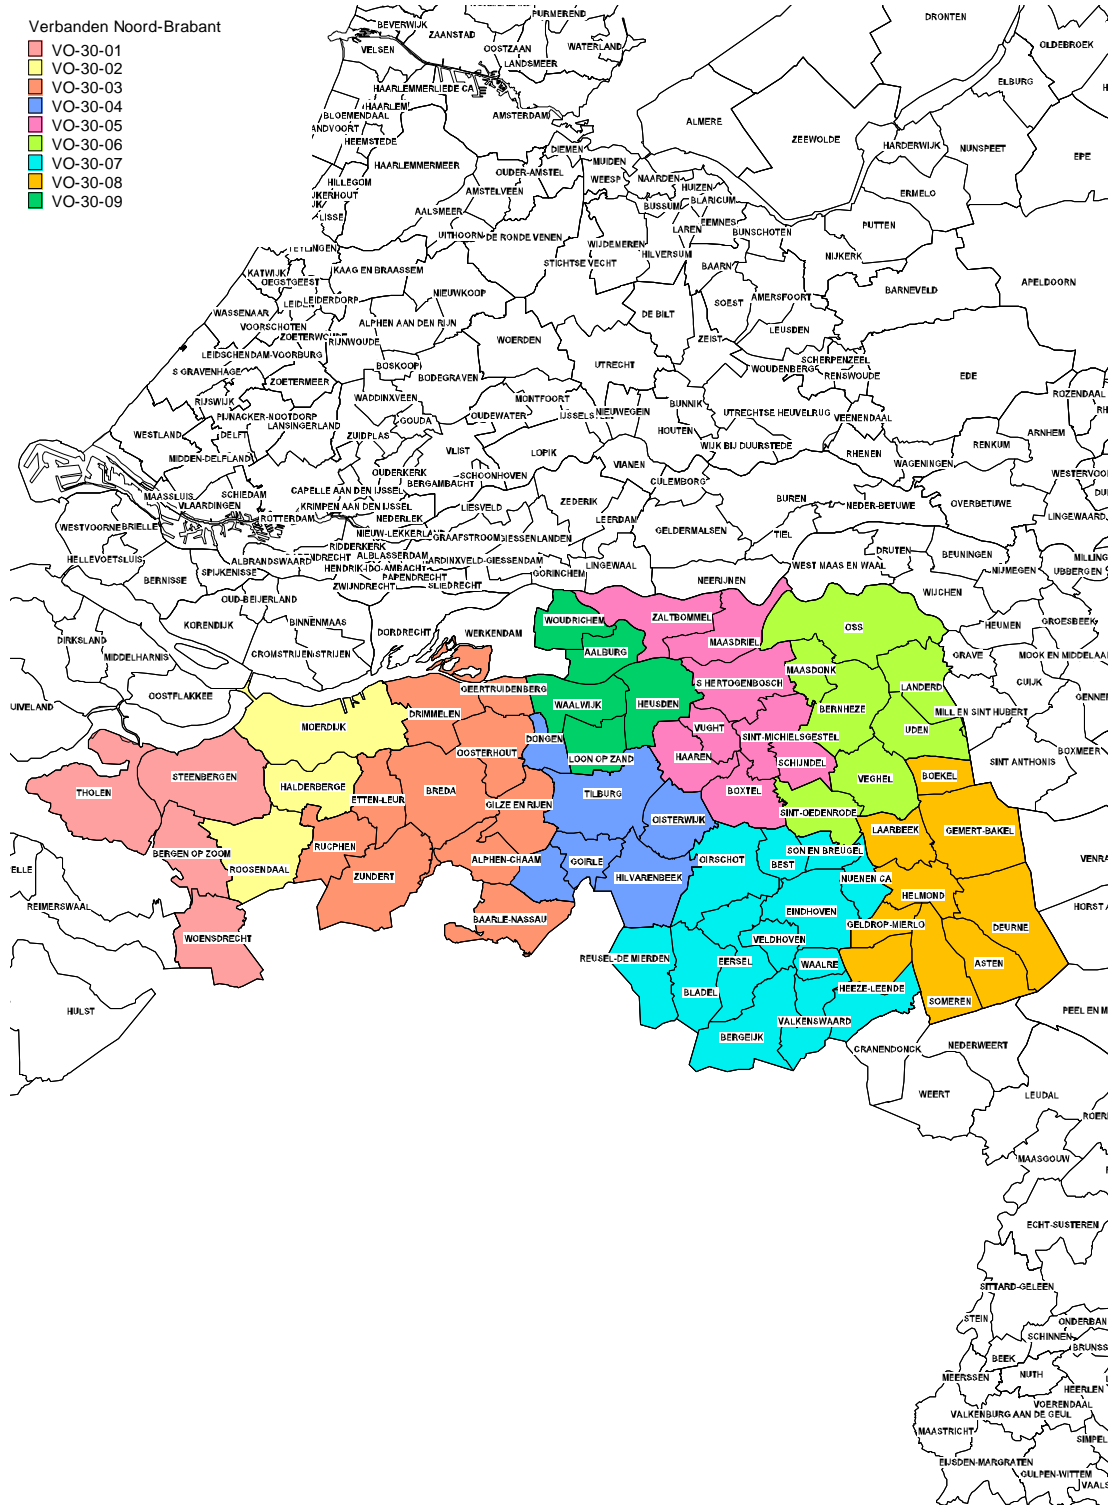 Verbanden Noord-Brabant
VO-30-01
VO-30-02
VO-30-03
VO-30-04
VO-30-05
VO-30-06
VO-30-07
VO-30-08
VO-30-09
PURMEREND
BEVERWIJK
ZAANSTAD
DRONTEN
VELSEN
OOSTZAAN
WATERLAND
OLDEBROEK
LANDSMEER
ELBURG
HAARLEMMERLIEDE CA
BLOEMENDAAL
AMSTERDAM
ALMERE
ZEEWOLDE
HEEMSTEDE
DIEMEN
HARDERWIJK
NUNSPEET
EPE
HAARLEMMERMEER
MUIDEN
OUDER-AMSTEL
WEESP
NAARDEN
HUIZEN
HILLEGOM
AMSTELVEEN
BLARICUM
ERMELO
BUSSUM
LISSE
AALSMEER
EEMNES
LAREN
PUTTEN
UITHOORN
DE RONDE VENEN
WIJDEMEREN
BUNSCHOTEN
HILVERSUM
NIJKERK
STICHTSE VECHT
BAARN
KATWIJK
KAAG EN BRAASSEM
OEGSTGEEST
APELDOORN
LEIDEN
LEIDERDORP
NIEUWKOOP
BARNEVELD
WASSENAAR
SOEST
AMERSFOORT
VOORSCHOTEN
ALPHEN AAN DEN RIJN
DE BILT
LEUSDEN
RIJNWOUDE
WOERDEN
ZEIST
LEIDSCHENDAM-VOORBURG
UTRECHT
SCHERPENZEEL
S GRAVENHAGE
BOSKOOP
WOUDENBERG
RENSWOUDE
EDE
ZOETERMEER
BODEGRAVEN
RIJSWIJK
WADDINXVEEN
MONTFOORT
ROZENDAAL
PIJNACKER-NOOTDORP
OUDEWATER
NIEUWEGEIN
BUNNIK
UTRECHTSE HEUVELRUG
VEENENDAAL
LANSINGERLAND
GOUDA
WESTLAND
DELFT
ZUIDPLAS
HOUTEN
ARNHEM
VLIST
LOPIK
WIJK BIJ DUURSTEDE
RENKUM
MIDDEN-DELFLAND
RHENEN
WAGENINGEN
OUDERKERK
SCHOONHOVEN
VIANEN
BERGAMBACHT
CULEMBORG
MAASSLUIS
SCHIEDAM
CAPELLE AAN DEN IJSSEL
VLAARDINGEN
KRIMPEN AAN DEN IJSSEL
LIESVELD
ZEDERIK
BUREN
NEDER-BETUWE
OVERBETUWE
ROTTERDAM
NEDERLEK
LEERDAM
LINGEWAARD
WESTVOORNE
BRIELLE
GRAAFSTROOM
GIESSENLANDEN
GELDERMALSEN
TIEL
RIDDERKERK
DRUTEN
BEUNINGEN
HELLEVOETSLUIS
ALBRANDSWAARD
ALBLASSERDAM
HARDINXVELD-GIESSENDAM
HENDRIK-IDO-AMBACHT
LINGEWAAL
WEST MAAS EN WAAL
NIJMEGEN
UBBERGEN
SPIJKENISSE
PAPENDRECHT
GORINCHEM
BERNISSE
ZWIJNDRECHT
SLIEDRECHT
NEERIJNEN
WIJCHEN
OUD-BEIJERLAND
KORENDIJK
BINNENMAAS
WOUDRICHEM
ZALTBOMMEL
OSS
HEUMEN
GROESBEEK
DIRKSLAND
DORDRECHT
WERKENDAM
MAASDRIEL
MIDDELHARNIS
CROMSTRIJEN
AALBURG
GRAVE
MAASDONK
CUIJK
S HERTOGENBOSCH
LANDERD
OOSTFLAKKEE
GEERTRUIDENBERG
WAALWIJK
HEUSDEN
BERNHEZE
MILL EN SINT HUBERT
DRIMMELEN
MOERDIJK
VUGHT
UDEN
DONGEN
SINT-MICHIELSGESTEL
BOXMEER
OOSTERHOUT
LOON OP ZAND
HAAREN
SCHIJNDEL
SINT ANTHONIS
STEENBERGEN
VEGHEL
BOEKEL
THOLEN
HALDERBERGE
BREDA
TILBURG
BOXTEL
ETTEN-LEUR
GILZE EN RIJEN
SINT-OEDENRODE
OISTERWIJK
LAARBEEK
GEMERT-BAKEL
RUCPHEN
BERGEN OP ZOOM
ALPHEN-CHAAM
GOIRLE
OIRSCHOT
SON EN BREUGEL
BEST
ROOSENDAAL
ZUNDERT
HILVARENBEEK
NUENEN CA
HELMOND
REIMERSWAAL
BAARLE-NASSAU
EINDHOVEN
GELDROP-MIERLO
DEURNE
WOENSDRECHT
VELDHOVEN
REUSEL-DE MIERDEN
EERSEL
WAALRE
ASTEN
BLADEL
HEEZE-LEENDE
SOMEREN
HULST
VALKENSWAARD
BERGEIJK
CRANENDONCK
NEDERWEERT
WEERT
LEUDAL
MAASGOUW
ECHT-SUSTEREN
SITTARD-GELEEN
STEIN
SCHINNEN
BEEK
MEERSSEN
NUTH
HEERLEN
VOERENDAAL
VALKENBURG AAN DE GEUL
MAASTRICHT
EIJSDEN-MARGRATEN
GULPEN-WITTEM